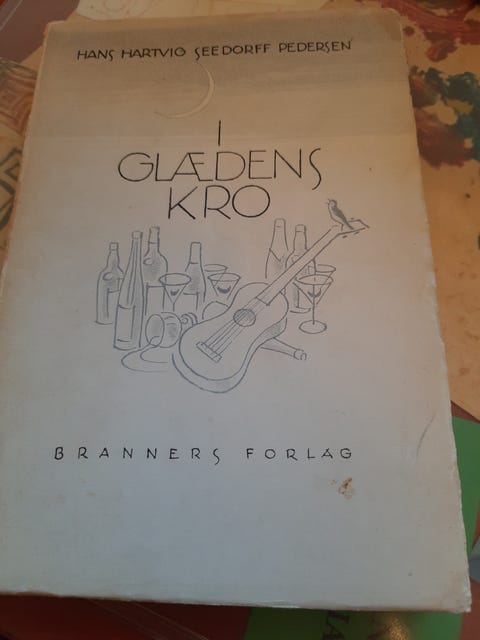 HANS HARTVIG SEEDORFF PEDERSEN
I
GLÆDENS
KRO
BRANNERS FORLAG